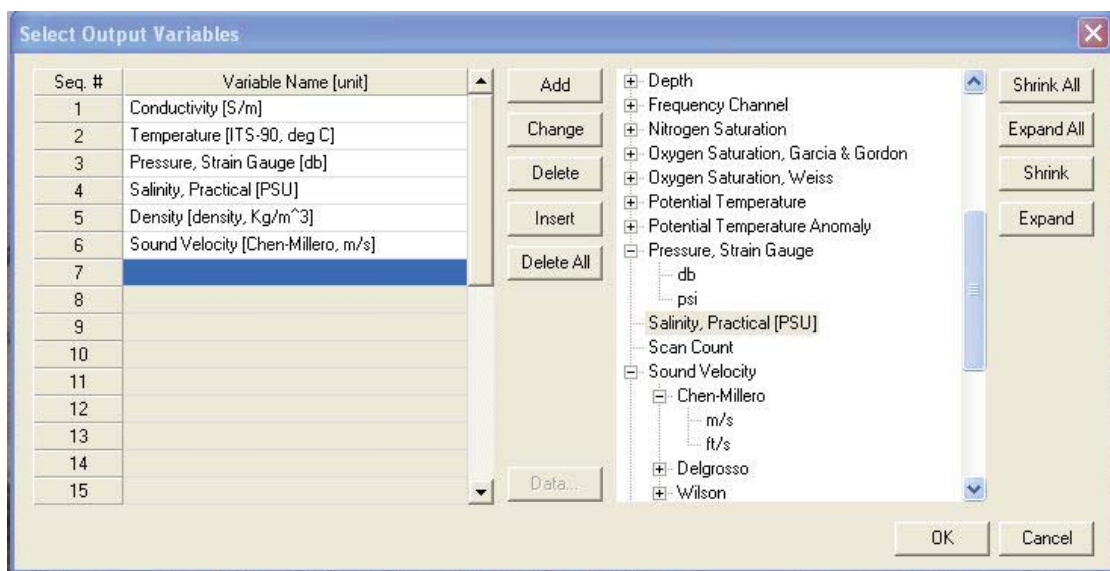 Select Output Variables
Seq. # Variable Name [unit]
1 Conductivity [S/m]
2 Temperature [ITS-90, deg C]
3 Pressure, Strain Gauge [db]
4 Salinity, Practical [PSU]
5 Density [density, Kg/m^3]
6 Sound Velocity [Chen-Millero, m/s]
7
8
9
10
11
12
13
14
15
Add
Change
Delete
Insert
Delete All
Data...
Depth
Frequency Channel
Nitrogen Saturation
Oxygen Saturation, Garcia & Gordon
Oxygen Saturation, Weiss
Potential Temperature
Potential Temperature Anomaly
Pressure, Strain Gauge
db
psi
Salinity, Practical [PSU]
Scan Count
Sound Velocity
Chen-Millero
m/s
ft/s
Delgrosso
Wilson
Shrink All
Expand All
Shrink
Expand
OK
Cancel